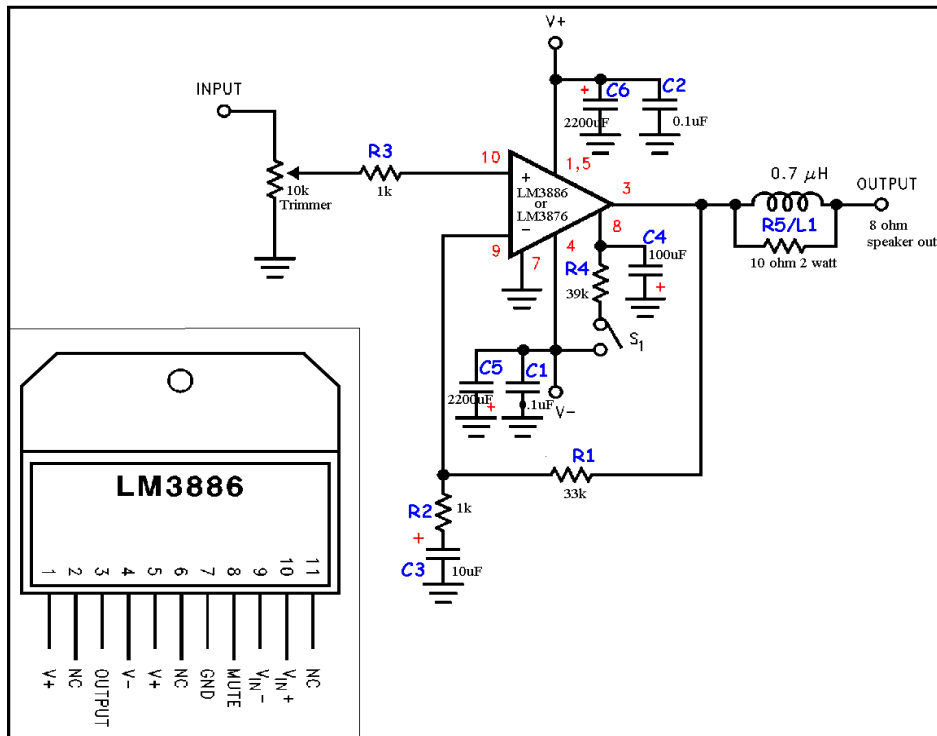 V+
INPUT
+
C6
C2
2200uF
0.1uF
R3
10
1,5
10k
Trimmer
1k
+
LM3886
or
LM3876
−
3
0.7 μH
OUTPUT
9
7
4
8
C4
100uF
+
R4
39k
R5/L1
10 ohm 2 watt
8 ohm
speaker out
S1
C5
C1
2200uF
+
0.1uF
V−
R1
33k
R2
1k
+
C3
10uF
LM3886
1 2 3 4 5 6 7 8 9 10 11
V+
NC
OUTPUT
V−
V+
NC
GND
MUTE
VIN−
VIN+
NC